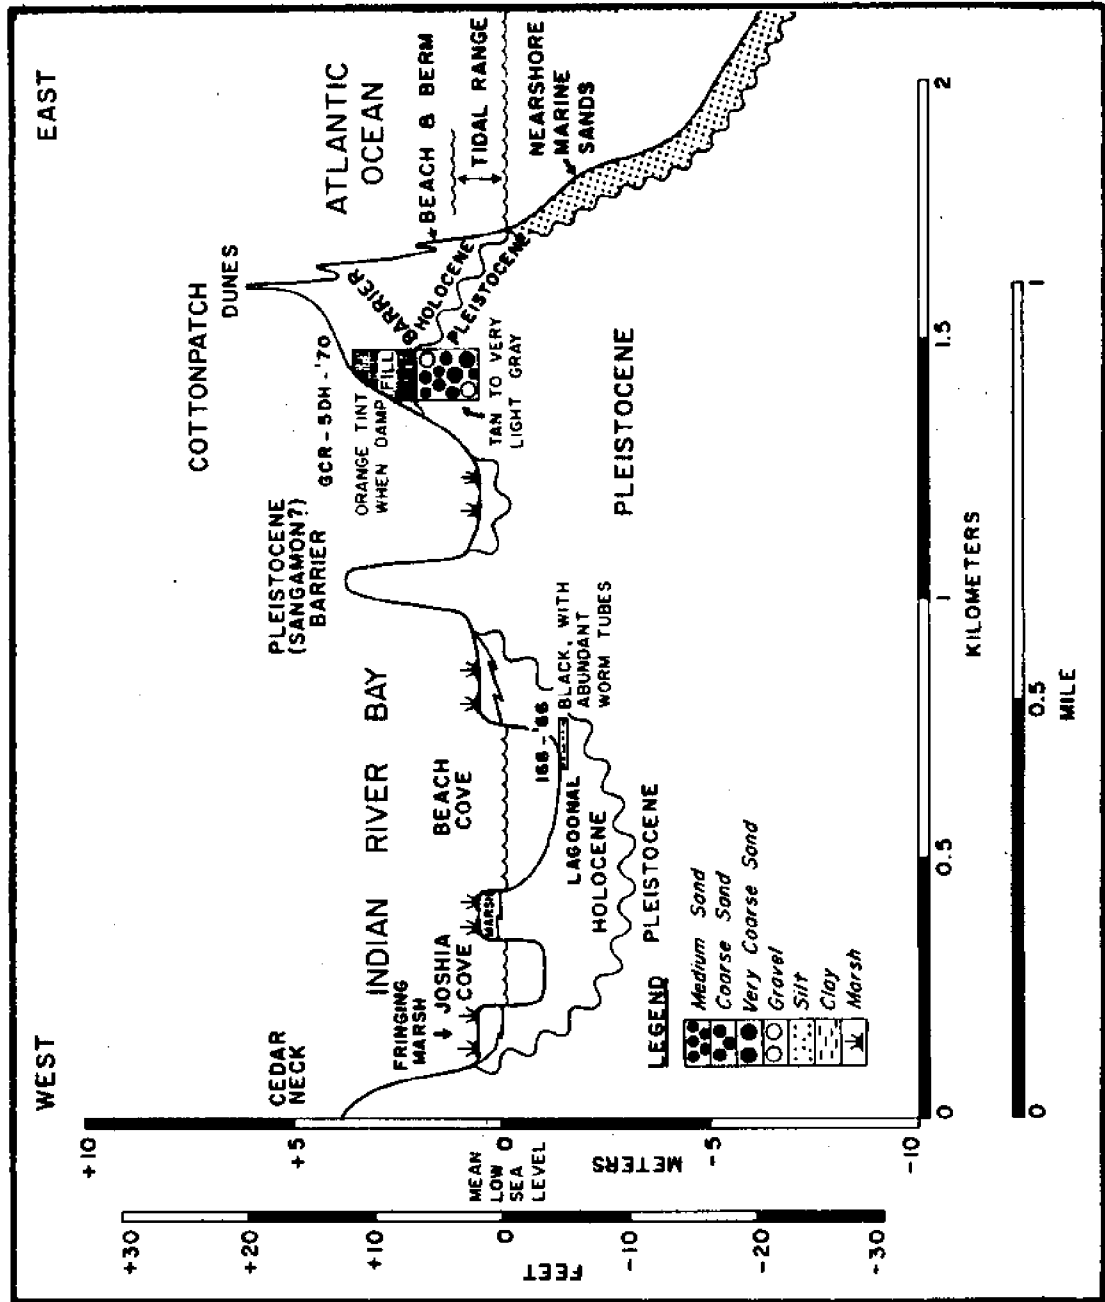 WEST
EAST
CEDAR
NECK
INDIAN RIVER BAY
PLEISTOCENE
(SANGAMON?)
BARRIER
COTTONPATCH
DUNES
ATLANTIC
OCEAN
FRINGING
MARSH
JOSHIA
COVE
MARSH
BEACH
COVE
GCR-5DH-'70
ORANGE TINT
WHEN DAMP
FILL
BARRIER
BARRIER
HOLOCENE
PLEISTOCENE
BEACH & BERM
TIDAL RANGE
TAN TO VERY
LIGHT GRAY
NEARSHORE
MARINE
SANDS
168-'66
BLACK, WITH
ABUNDANT
WORM TUBES
LAGOONAL
HOLOCENE
PLEISTOCENE
PLEISTOCENE
LEGEND
Medium Sand
Coarse Sand
Very Coarse Sand
Gravel
Silt
Clay
Marsh
+30
+20
+10
0
-10
-20
-30
FEET
MEAN
LOW
SEA
LEVEL
+10
+5
0
-5
-10
METERS
0
0.5
1
1.5
2
KILOMETERS
0
0.5
1
MILE